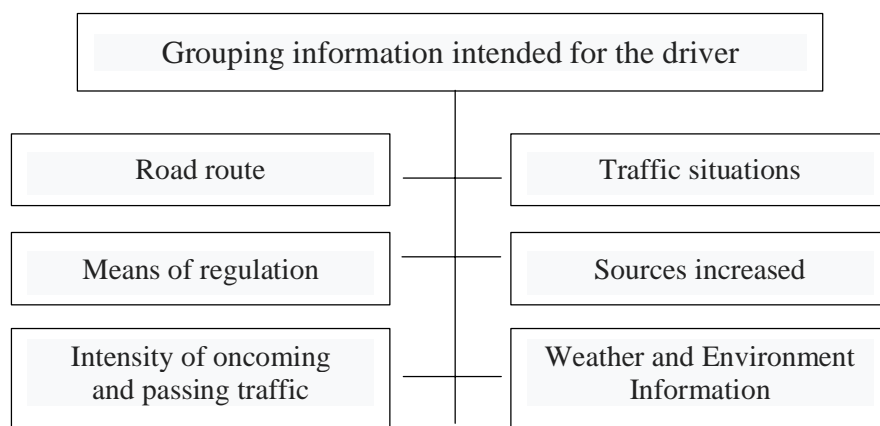 Grouping information intended for the driver
Road route
Traffic situations
Means of regulation
Sources increased
Intensity of oncoming
and passing traffic
Weather and Environment
Information